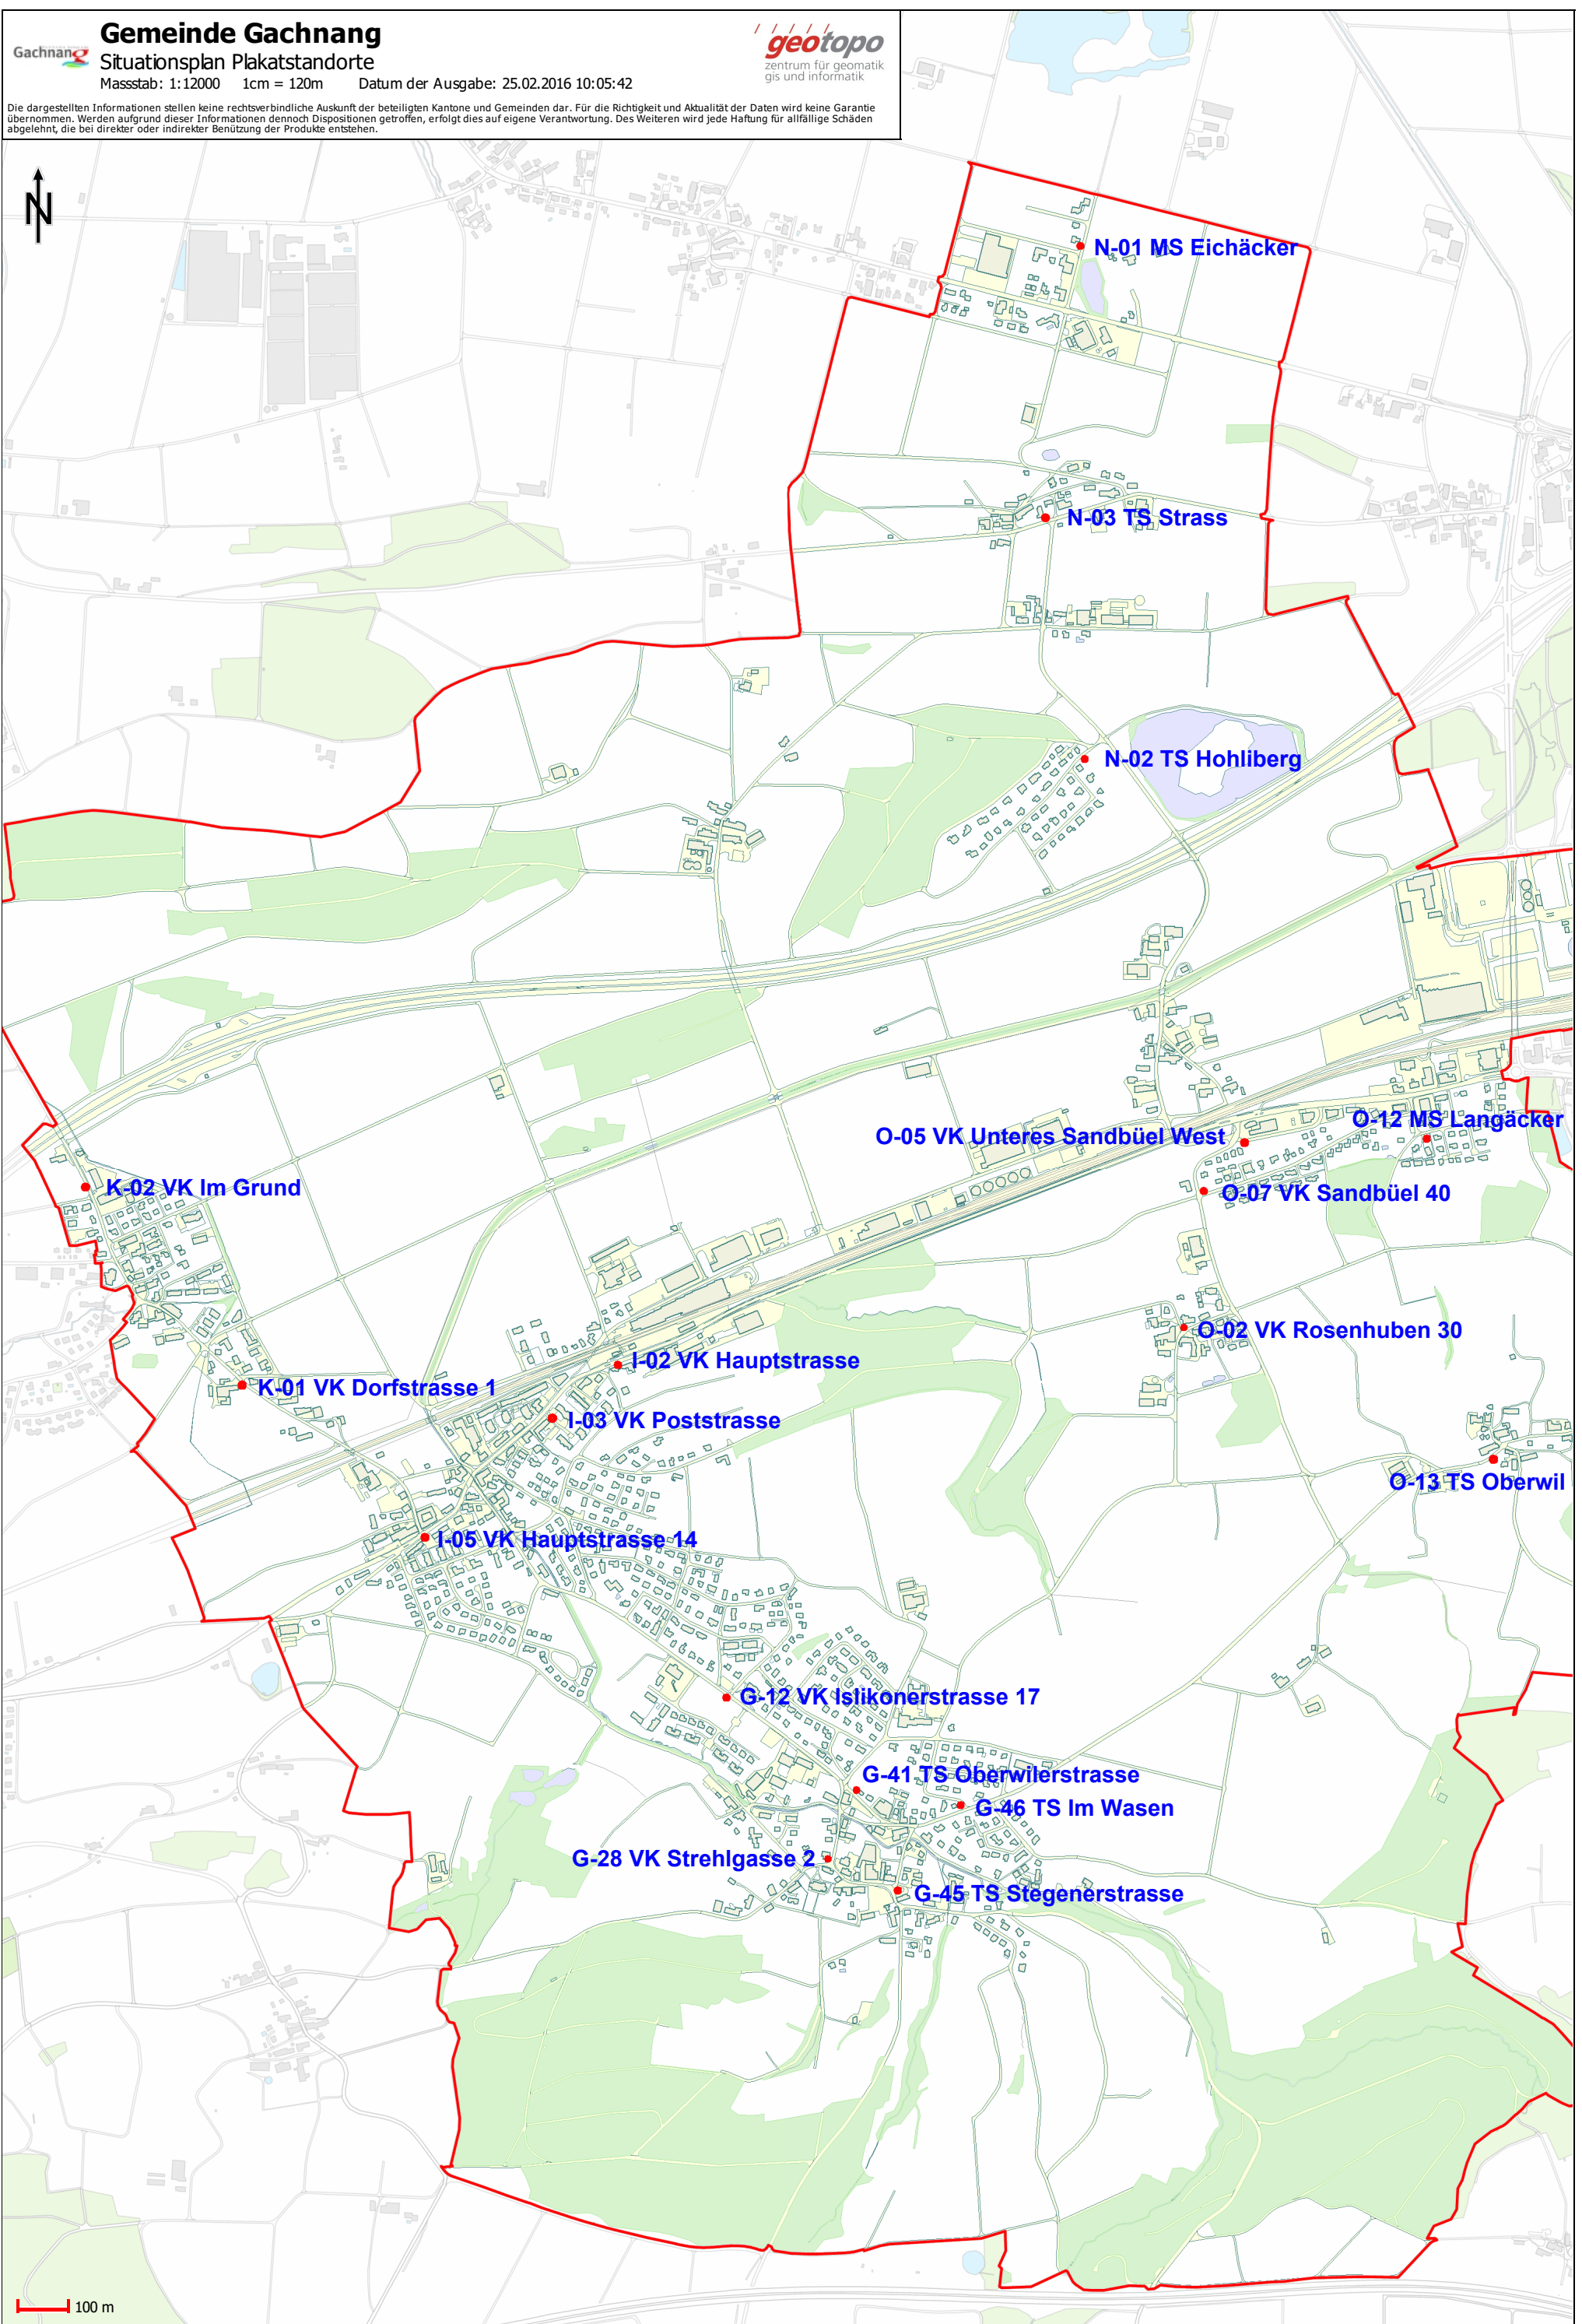 Gachnang
Gemeinde Gachnang
Situationsplan Plakatstandorte
Massstab: 1:12000 1cm = 120m Datum der Ausgabe: 25.02.2016 10:05:42
geotopo
zentrum für geomatik
gis und informatik
Die dargestellten Informationen stellen keine rechtsverbindliche Auskunft der beteiligten Kantone und Gemeinden dar. Für die Richtigkeit und Aktualität der Daten wird keine Garantie
übernommen. Werden aufgrund dieser Informationen dennoch Dispositionen getroffen, erfolgt dies auf eigene Verantwortung. Des Weiteren wird jede Haftung für allfällige Schäden
abgelehnt, die bei direkter oder indirekter Benützung der Produkte entstehen.
N
N-01 MS Eichäcker
N-03 TS Strass
N-02 TS Hohliberg
O-12 MS Langäcker
O-05 VK Unteres Sandbüel West
K-02 VK Im Grund
O-07 VK Sandbüel 40
O-02 VK Rosenhuben 30
I-02 VK Hauptstrasse
K-01 VK Dorfstrasse 1
I-03 VK Poststrasse
O-13 TS Oberwil
I-05 VK Hauptstrasse 14
G-12 VK Islikonerstrasse 17
G-41 TS Oberwilerstrasse
G-46 TS Im Wasen
G-28 VK Strehlgasse 2
G-45 TS Stegenerstrasse
100 m